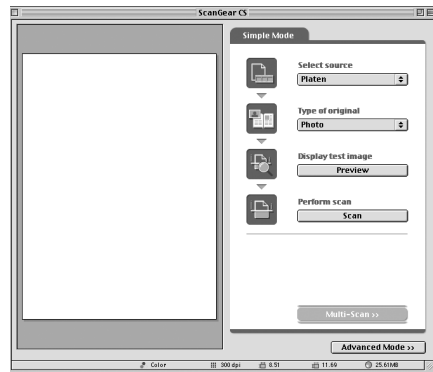 ScanGear CS
Simple Mode
Select source
Platen
Type of original
Photo
Display test image
Preview
Perform scan
Scan
Multi-Scan >>
Advanced Mode >>
Color 300 dpi 8.51 11.69 25.61MB